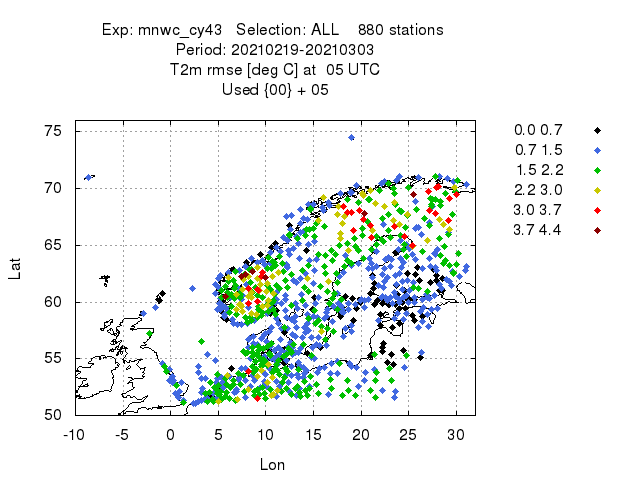 Exp: mnwc_cy43 Selection: ALL 880 stations
Period: 20210219-20210303
T2m rmse [deg C] at 05 UTC
Used {00} + 05
0.0 0.7
0.7 1.5
1.5 2.2
2.2 3.0
3.0 3.7
3.7 4.4
75
70
65
60
55
50
Lat
-10 -5 0 5 10 15 20 25 30
Lon